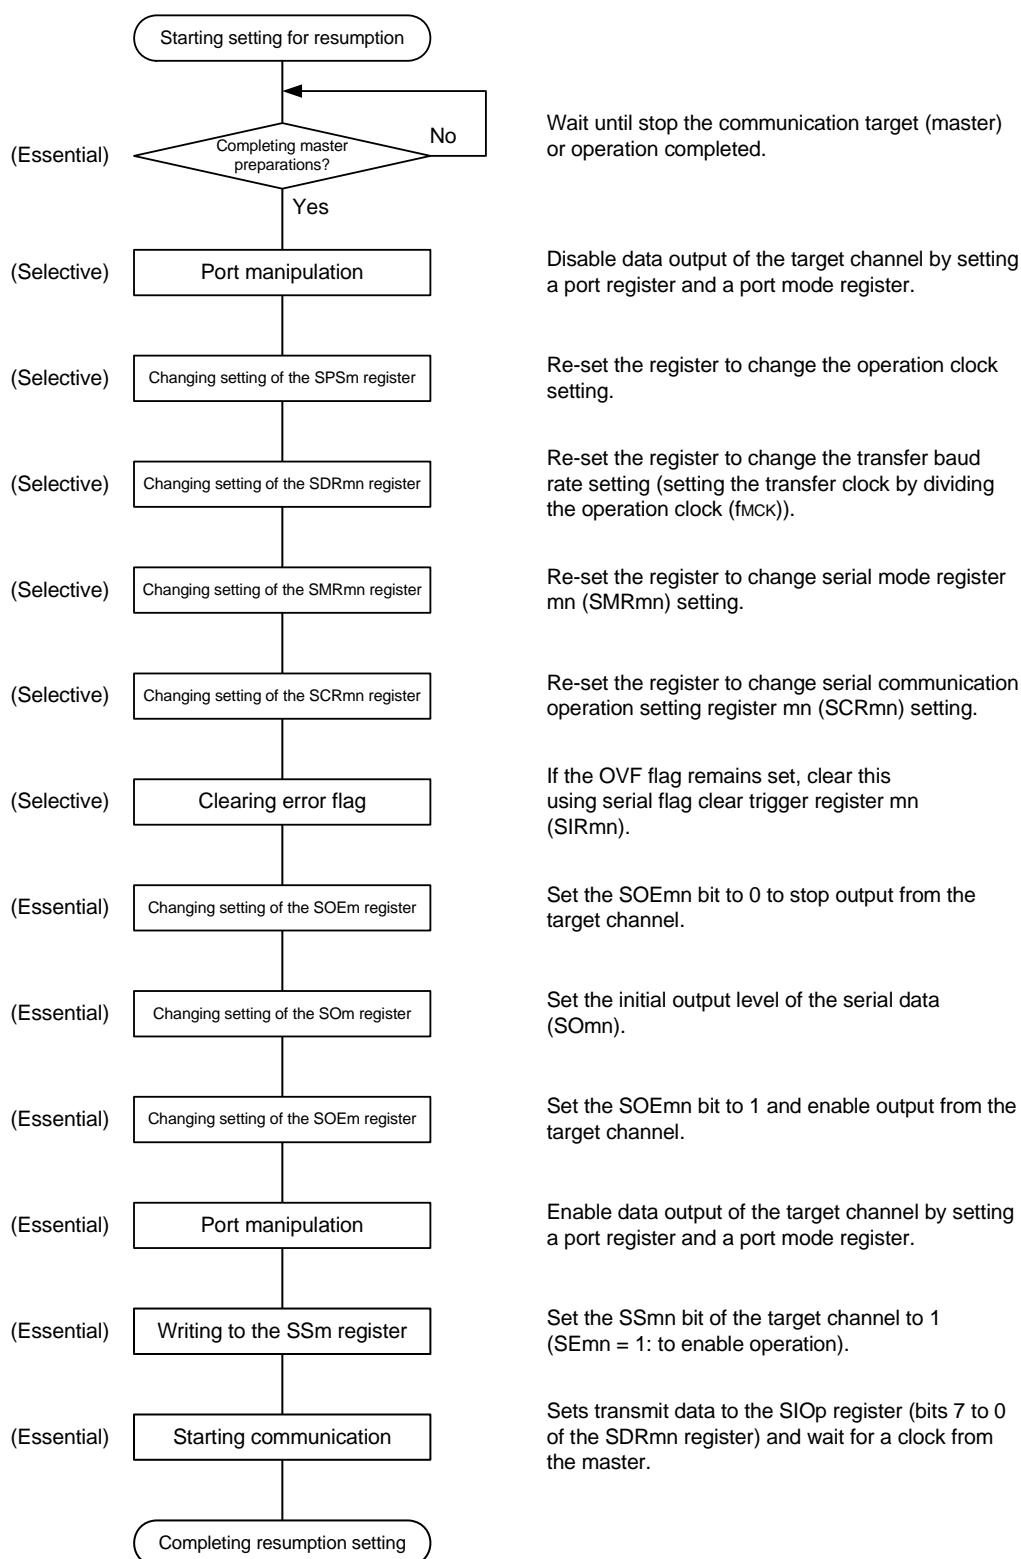 Starting setting for resumption
(Essential)
Completing master
preparations?
No
Yes
Wait until stop the communication target (master)
or operation completed.
(Selective)
Port manipulation
Disable data output of the target channel by setting
a port register and a port mode register.
(Selective)
Changing setting of the SPSm register
Re-set the register to change the operation clock
setting.
(Selective)
Changing setting of the SDRmn register
Re-set the register to change the transfer baud
rate setting (setting the transfer clock by dividing
the operation clock (fMCK)).
(Selective)
Changing setting of the SMRmn register
Re-set the register to change serial mode register
mn (SMRmn) setting.
(Selective)
Changing setting of the SCRmn register
Re-set the register to change serial communication
operation setting register mn (SCRmn) setting.
(Selective)
Clearing error flag
If the OVF flag remains set, clear this
using serial flag clear trigger register mn
(SIRmn).
(Essential)
Changing setting of the SOEm register
Set the SOEmn bit to 0 to stop output from the
target channel.
(Essential)
Changing setting of the SOm register
Set the initial output level of the serial data
(SOmn).
(Essential)
Changing setting of the SOEm register
Set the SOEmn bit to 1 and enable output from the
target channel.
(Essential)
Port manipulation
Enable data output of the target channel by setting
a port register and a port mode register.
(Essential)
Writing to the SSm register
Set the SSmn bit of the target channel to 1
(SEmn = 1: to enable operation).
(Essential)
Starting communication
Sets transmit data to the SIOp register (bits 7 to 0
of the SDRmn register) and wait for a clock from
the master.
Completing resumption setting